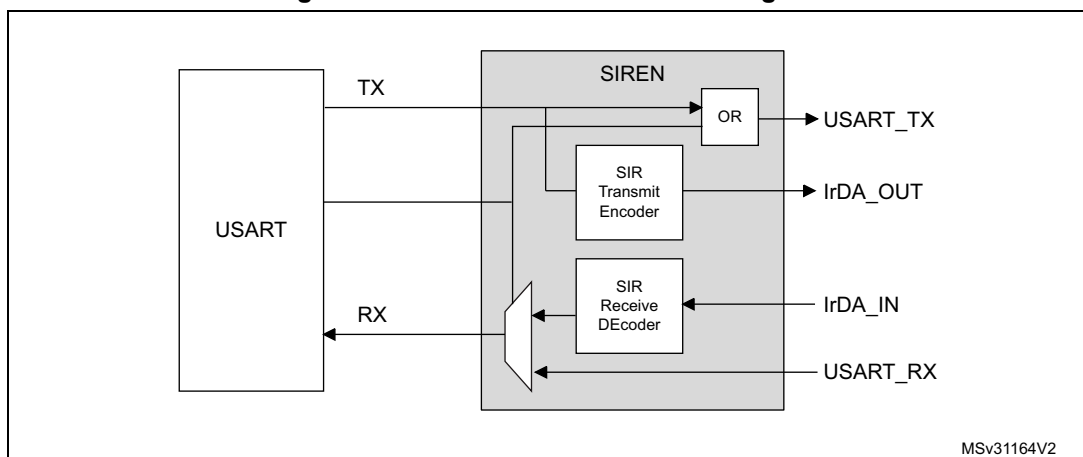 SIREN
TX
OR
USART_TX
SIR
Transmit
Encoder
IrDA_OUT
USART
SIR
Receive
DEcoder
IrDA_IN
RX
USART_RX
MSv31164V2